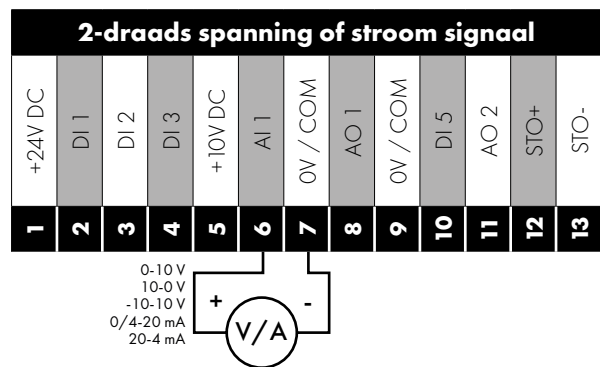 2-draads spanning of stroom signaal
+24V DC
DI 1
DI 2
DI 3
+10V DC
AI 1
0V / COM
AO 1
0V / COM
DI 5
AO 2
STO+
STO-
1 2 3 4 5 6 7 8 9 10 11 12 13
0-10 V
10-0 V
-10-10 V
0/4-20 mA
20-4 mA
+ -
V/A